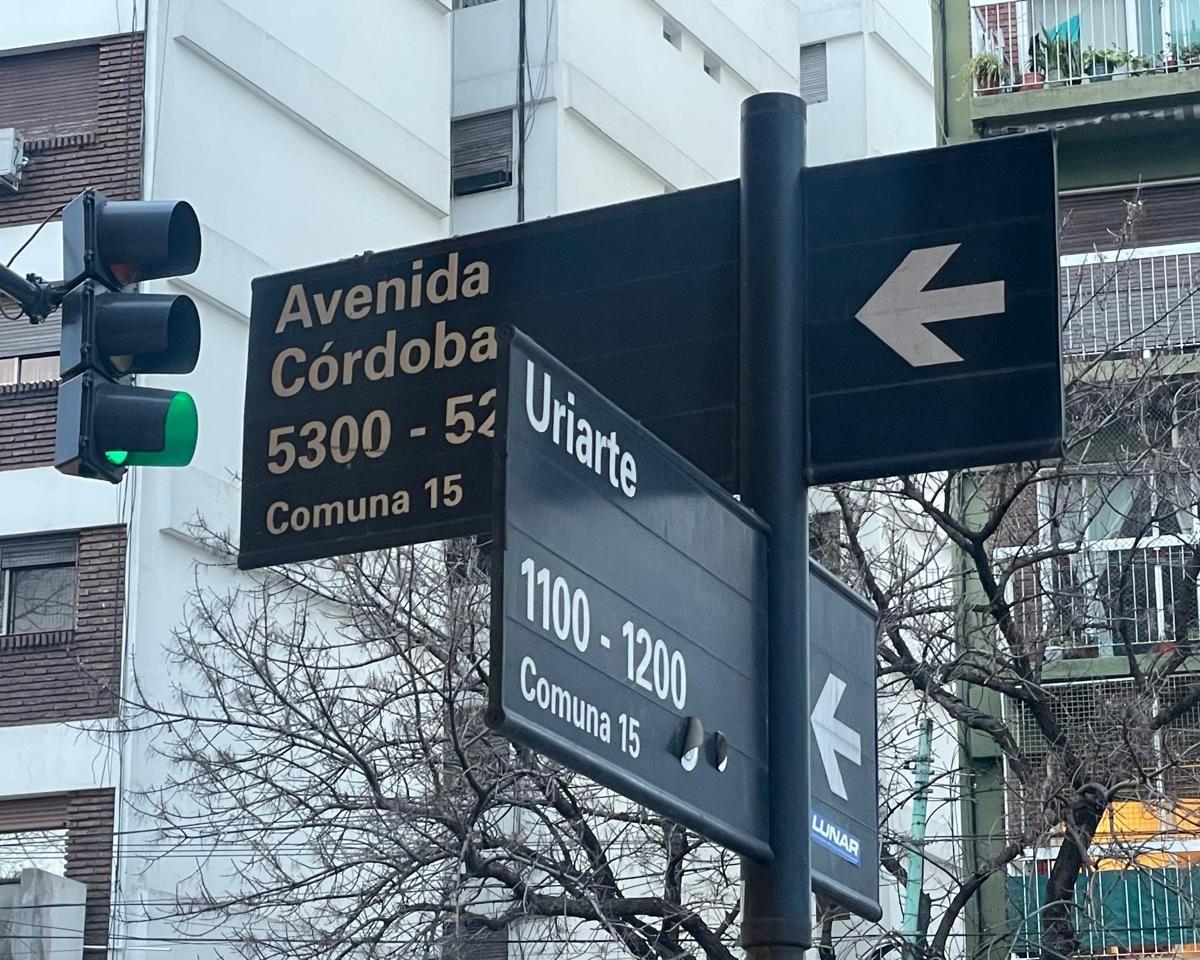 Avenida
Córdoba
5300 - 52
Comuna 15
Uriarte
1100 - 1200
Comuna 15
LUNAR